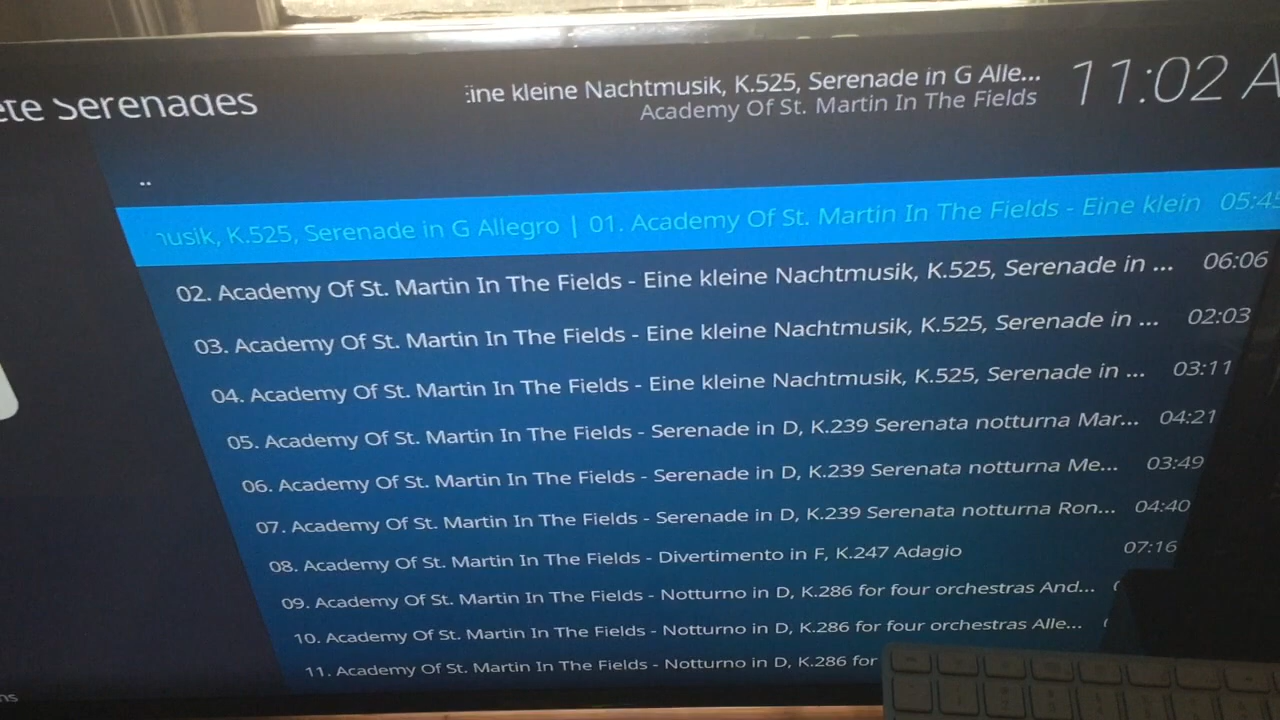 Serenades
kleine Nachtmusik, K.525, Serenade in G Alle...
Academy Of St. Martin In The Fields
11:02 A
..
K.525, Serenade in G Allegro | 01. Academy Of St. Martin In The Fields - Eine klein 05:45
02. Academy Of St. Martin In The Fields - Eine kleine Nachtmusik, K.525, Serenade in ... 06:06
03. Academy Of St. Martin In The Fields - Eine kleine Nachtmusik, K.525, Serenade in ... 02:03
04. Academy Of St. Martin In The Fields - Eine kleine Nachtmusik, K.525, Serenade in ... 03:11
05. Academy Of St. Martin In The Fields - Serenade in D, K.239 Serenata notturna Mar... 04:21
06. Academy Of St. Martin In The Fields - Serenade in D, K.239 Serenata notturna Me... 03:49
07. Academy Of St. Martin In The Fields - Serenade in D, K.239 Serenata notturna Ron... 04:40
08. Academy Of St. Martin In The Fields - Divertimento in F, K.247 Adagio 07:16
09. Academy Of St. Martin In The Fields - Notturno in D, K.286 for four orchestras And...
10. Academy Of St. Martin In The Fields - Notturno in D, K.286 for four orchestras Alle...
11. Academy Of St. Martin In The Fields - Notturno in D, K.286 for